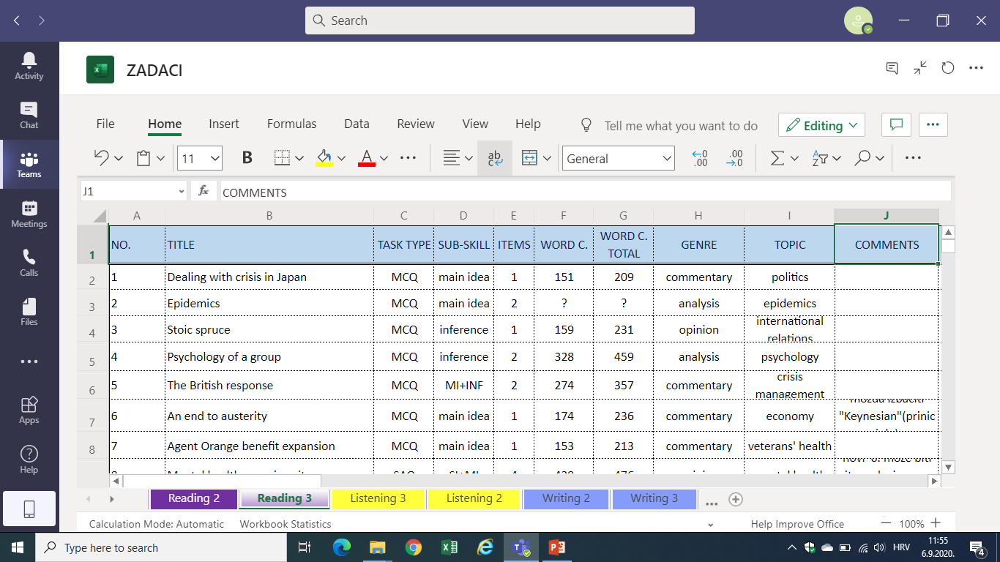 Search
Activity
Chat
Teams
Meetings
Calls
Files
Apps
Help
ZADACI
File Home Insert Formulas Data Review View Help Tell me what you want to do Editing
11 B A ab General .00 .00
J1 fx COMMENTS
A B C D E F G H I J
1 NO. TITLE TASK TYPE SUB-SKILL ITEMS WORD C. WORD C. TOTAL GENRE TOPIC COMMENTS
2 1 Dealing with crisis in Japan MCQ main idea 1 151 209 commentary politics
3 2 Epidemics MCQ main idea 2 ? ? analysis epidemics
4 3 Stoic spruce MCQ inference 1 159 231 opinion international relations
5 4 Psychology of a group MCQ inference 2 328 459 analysis psychology
6 5 The British response MCQ MI+INF 2 274 357 commentary crisis management
7 6 An end to austerity MCQ main idea 1 174 236 commentary economy "Keynesian"(prinic
8 7 Agent Orange benefit expansion MCQ main idea 1 153 213 commentary veterans' health
Reading 2 Reading 3 Listening 3 Listening 2 Writing 2 Writing 3 ...
Calculation Mode: Automatic Workbook Statistics Help Improve Office 100%
Type here to search HRV 11:55
6.9.2020. 4